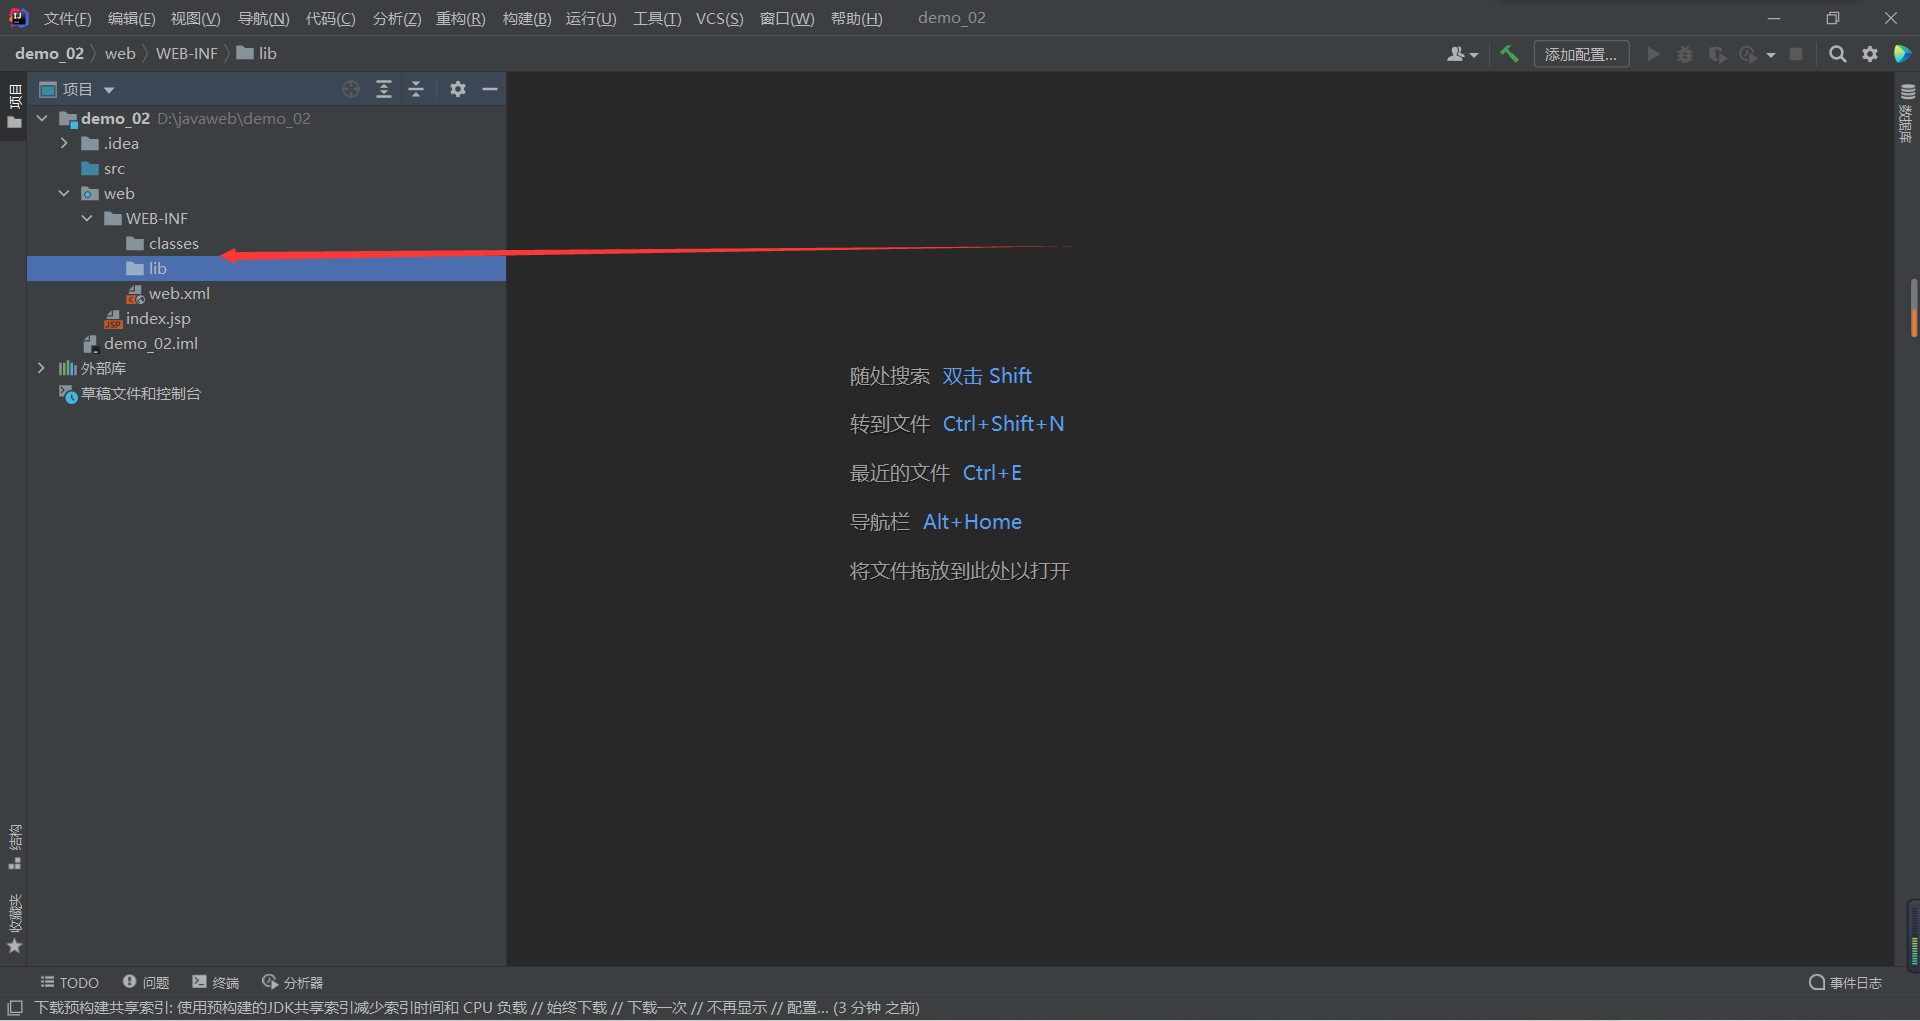 文件(F) 编辑(E) 视图(V) 导航(N) 代码(C) 分析(Z) 重构(R) 构建(B) 运行(U) 工具(T) VCS(S) 窗口(W) 帮助(H) demo_02
demo_02 web WEB-INF lib 添加配置...
项目
项目
demo_02 D:\javaweb\demo_02
.idea
src
web
WEB-INF
classes
lib
web.xml
index.jsp
demo_02.iml
外部库
草稿文件和控制台
随处搜索 双击 Shift
转到文件 Ctrl+Shift+N
最近的文件 Ctrl+E
导航栏 Alt+Home
将文件拖放到此处以打开
数据库
结构
收藏夹
TODO 问题 终端 分析器 事件日志
下载预构建共享索引: 使用预构建的JDK共享索引减少索引时间和 CPU 负载 // 始终下载 // 下载一次 // 不再显示 // 配置... (3 分钟 之前)